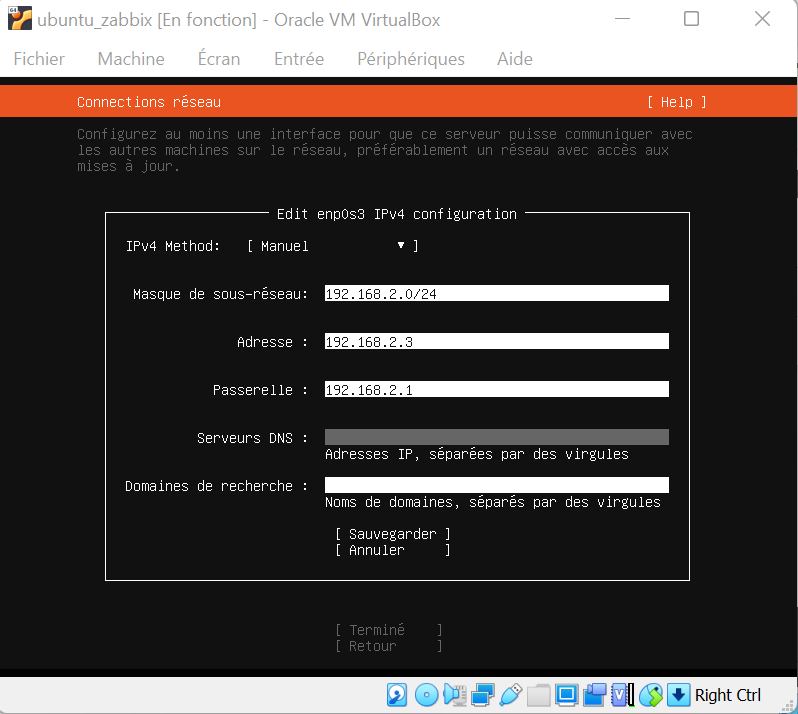 ubuntu_zabbix [En fonction] - Oracle VM VirtualBox
Fichier Machine Écran Entrée Périphériques Aide
Connections réseau [ Help ]
Configurez au moins une interface pour que ce serveur puisse communiquer avec
les autres machines sur le réseau, préférablement un réseau avec accès aux
mises à jour.
Edit enp0s3 IPv4 configuration
IPv4 Method: [ Manuel ▾ ]
Masque de sous-réseau: 192.168.2.0/24
Adresse : 192.168.2.3
Passerelle : 192.168.2.1
Serveurs DNS :
Adresses IP, séparées par des virgules
Domaines de recherche :
Noms de domaines, séparés par des virgules
[ Sauvegarder ]
[ Annuler ]
[ Terminé ]
[ Retour ]
Right Ctrl